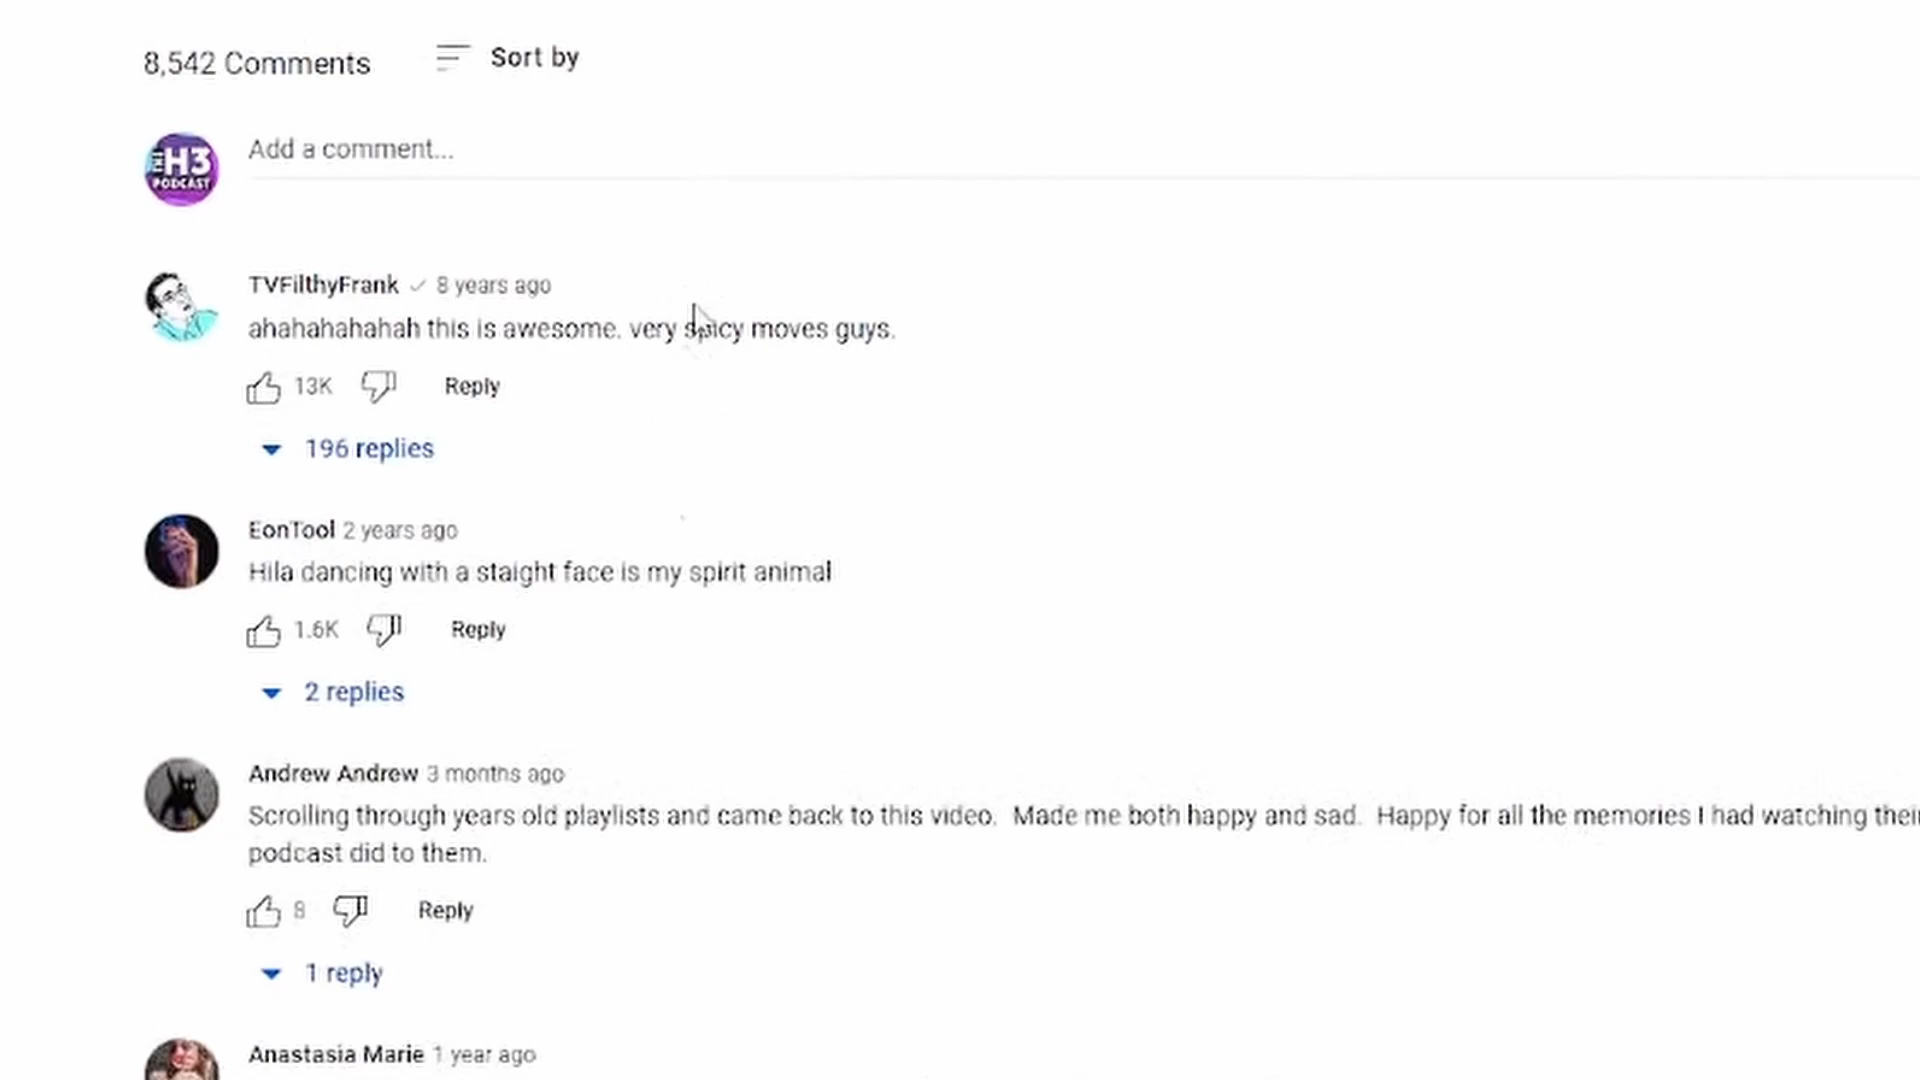 8,542 Comments
Sort by
THE H3 PODCAST
Add a comment...
TVFilthyFrank 8 years ago
ahahahahahah this is awesome. very spicy moves guys.
13K Reply
196 replies
EonTool 2 years ago
Hila dancing with a staight face is my spirit animal
1.6K Reply
2 replies
Andrew Andrew 3 months ago
Scrolling through years old playlists and came back to this video. Made me both happy and sad. Happy for all the memories I had watching their
podcast did to them.
8 Reply
1 reply
Anastasia Marie 1 year ago